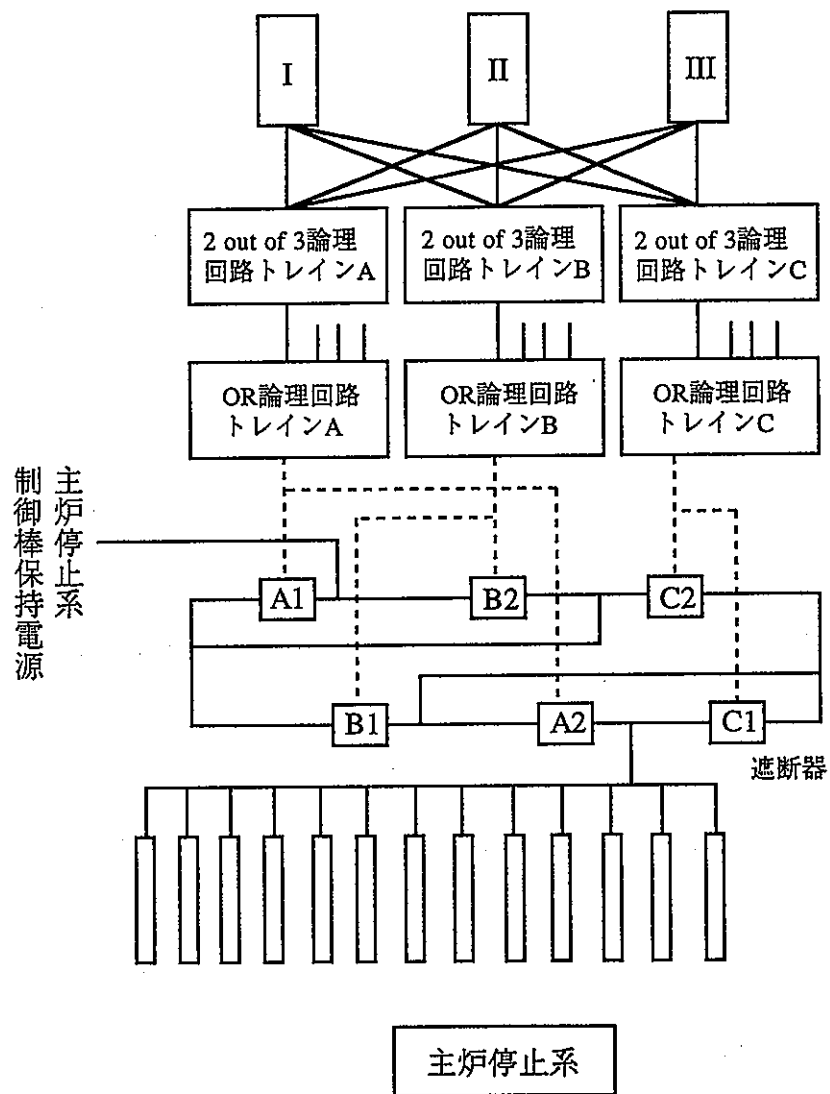 I
II
III
2 out of 3論理
回路トレインA
2 out of 3論理
回路トレインB
2 out of 3論理
回路トレインC
OR論理回路
トレインA
OR論理回路
トレインB
OR論理回路
トレインC
主炉停止系
制御棒保持電源
A1
B2
C2
B1
A2
C1
遮断器
主炉停止系